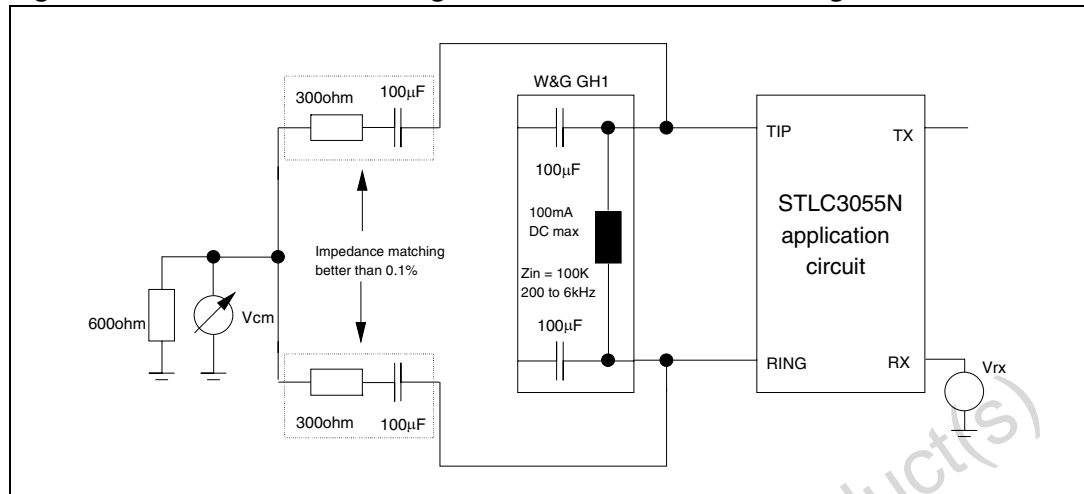 W&G GH1
300ohm
100μF
TIP
TX
100μF
STLC3055N
application
circuit
100mA
DC max
Impedance matching
better than 0.1%
Zin = 100K
200 to 6kHz
600ohm
Vcm
100μF
RING
RX
Vrx
300ohm
100μF
duct(s)